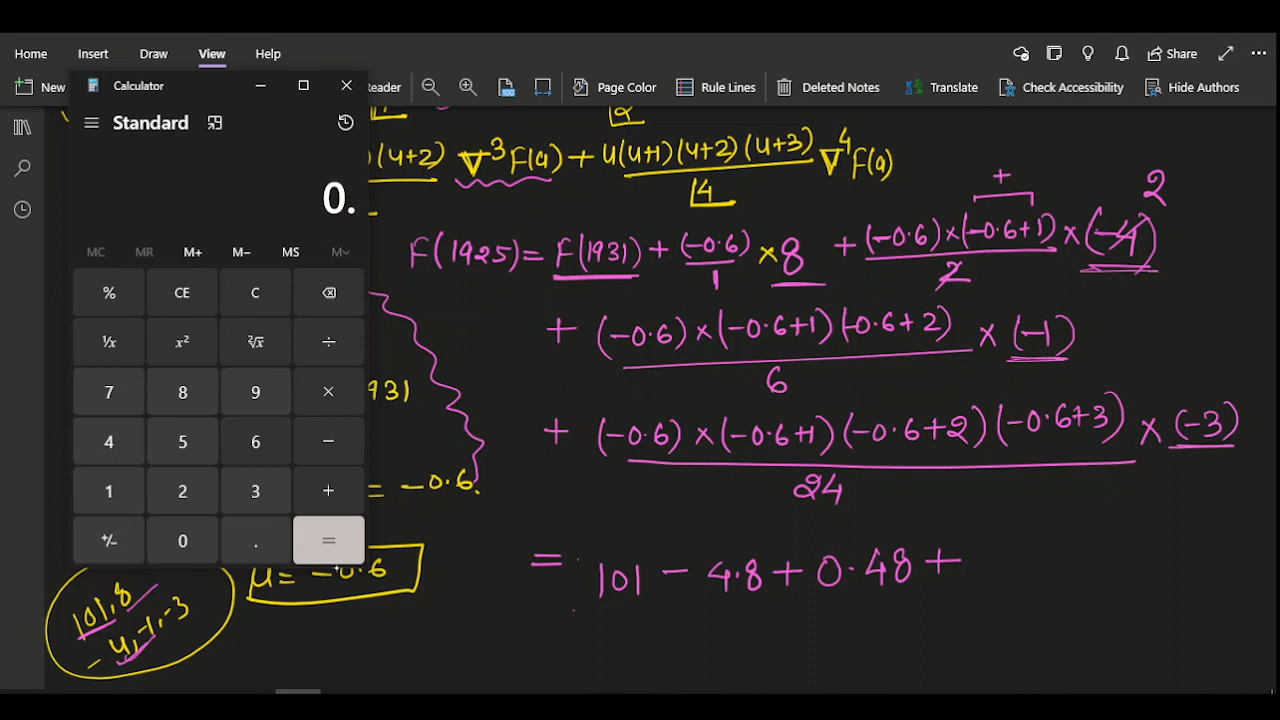 Home Insert Draw View Help Share
New Reader Page Color Rule Lines Deleted Notes Translate Check Accessibility Hide Authors
Calculator
Standard
0.
MC MR M+ M− MS M˅
% CE C
⅟x x² ²√x ÷
7 8 9 ×
4 5 6 −
1 2 3 +
+/− 0 . =
(u+2) ∇³F(a) + u(u+1)(u+2)(u+3) ∇⁴F(a)
4
F(1925) = F(1931) + (-0.6) × 8 + (-0.6)×(-0.6+1) × (-4) 2
1 2
+
+ (-0.6) × (-0.6+1) (-0.6+2) × (-1)
6
931
+ (-0.6) × (-0.6+1) (-0.6+2) (-0.6+3) × (-3)
24
= -0.6
= 101 - 4.8 + 0.48 +
u = -0.6
101, 8
-4, -1, -3